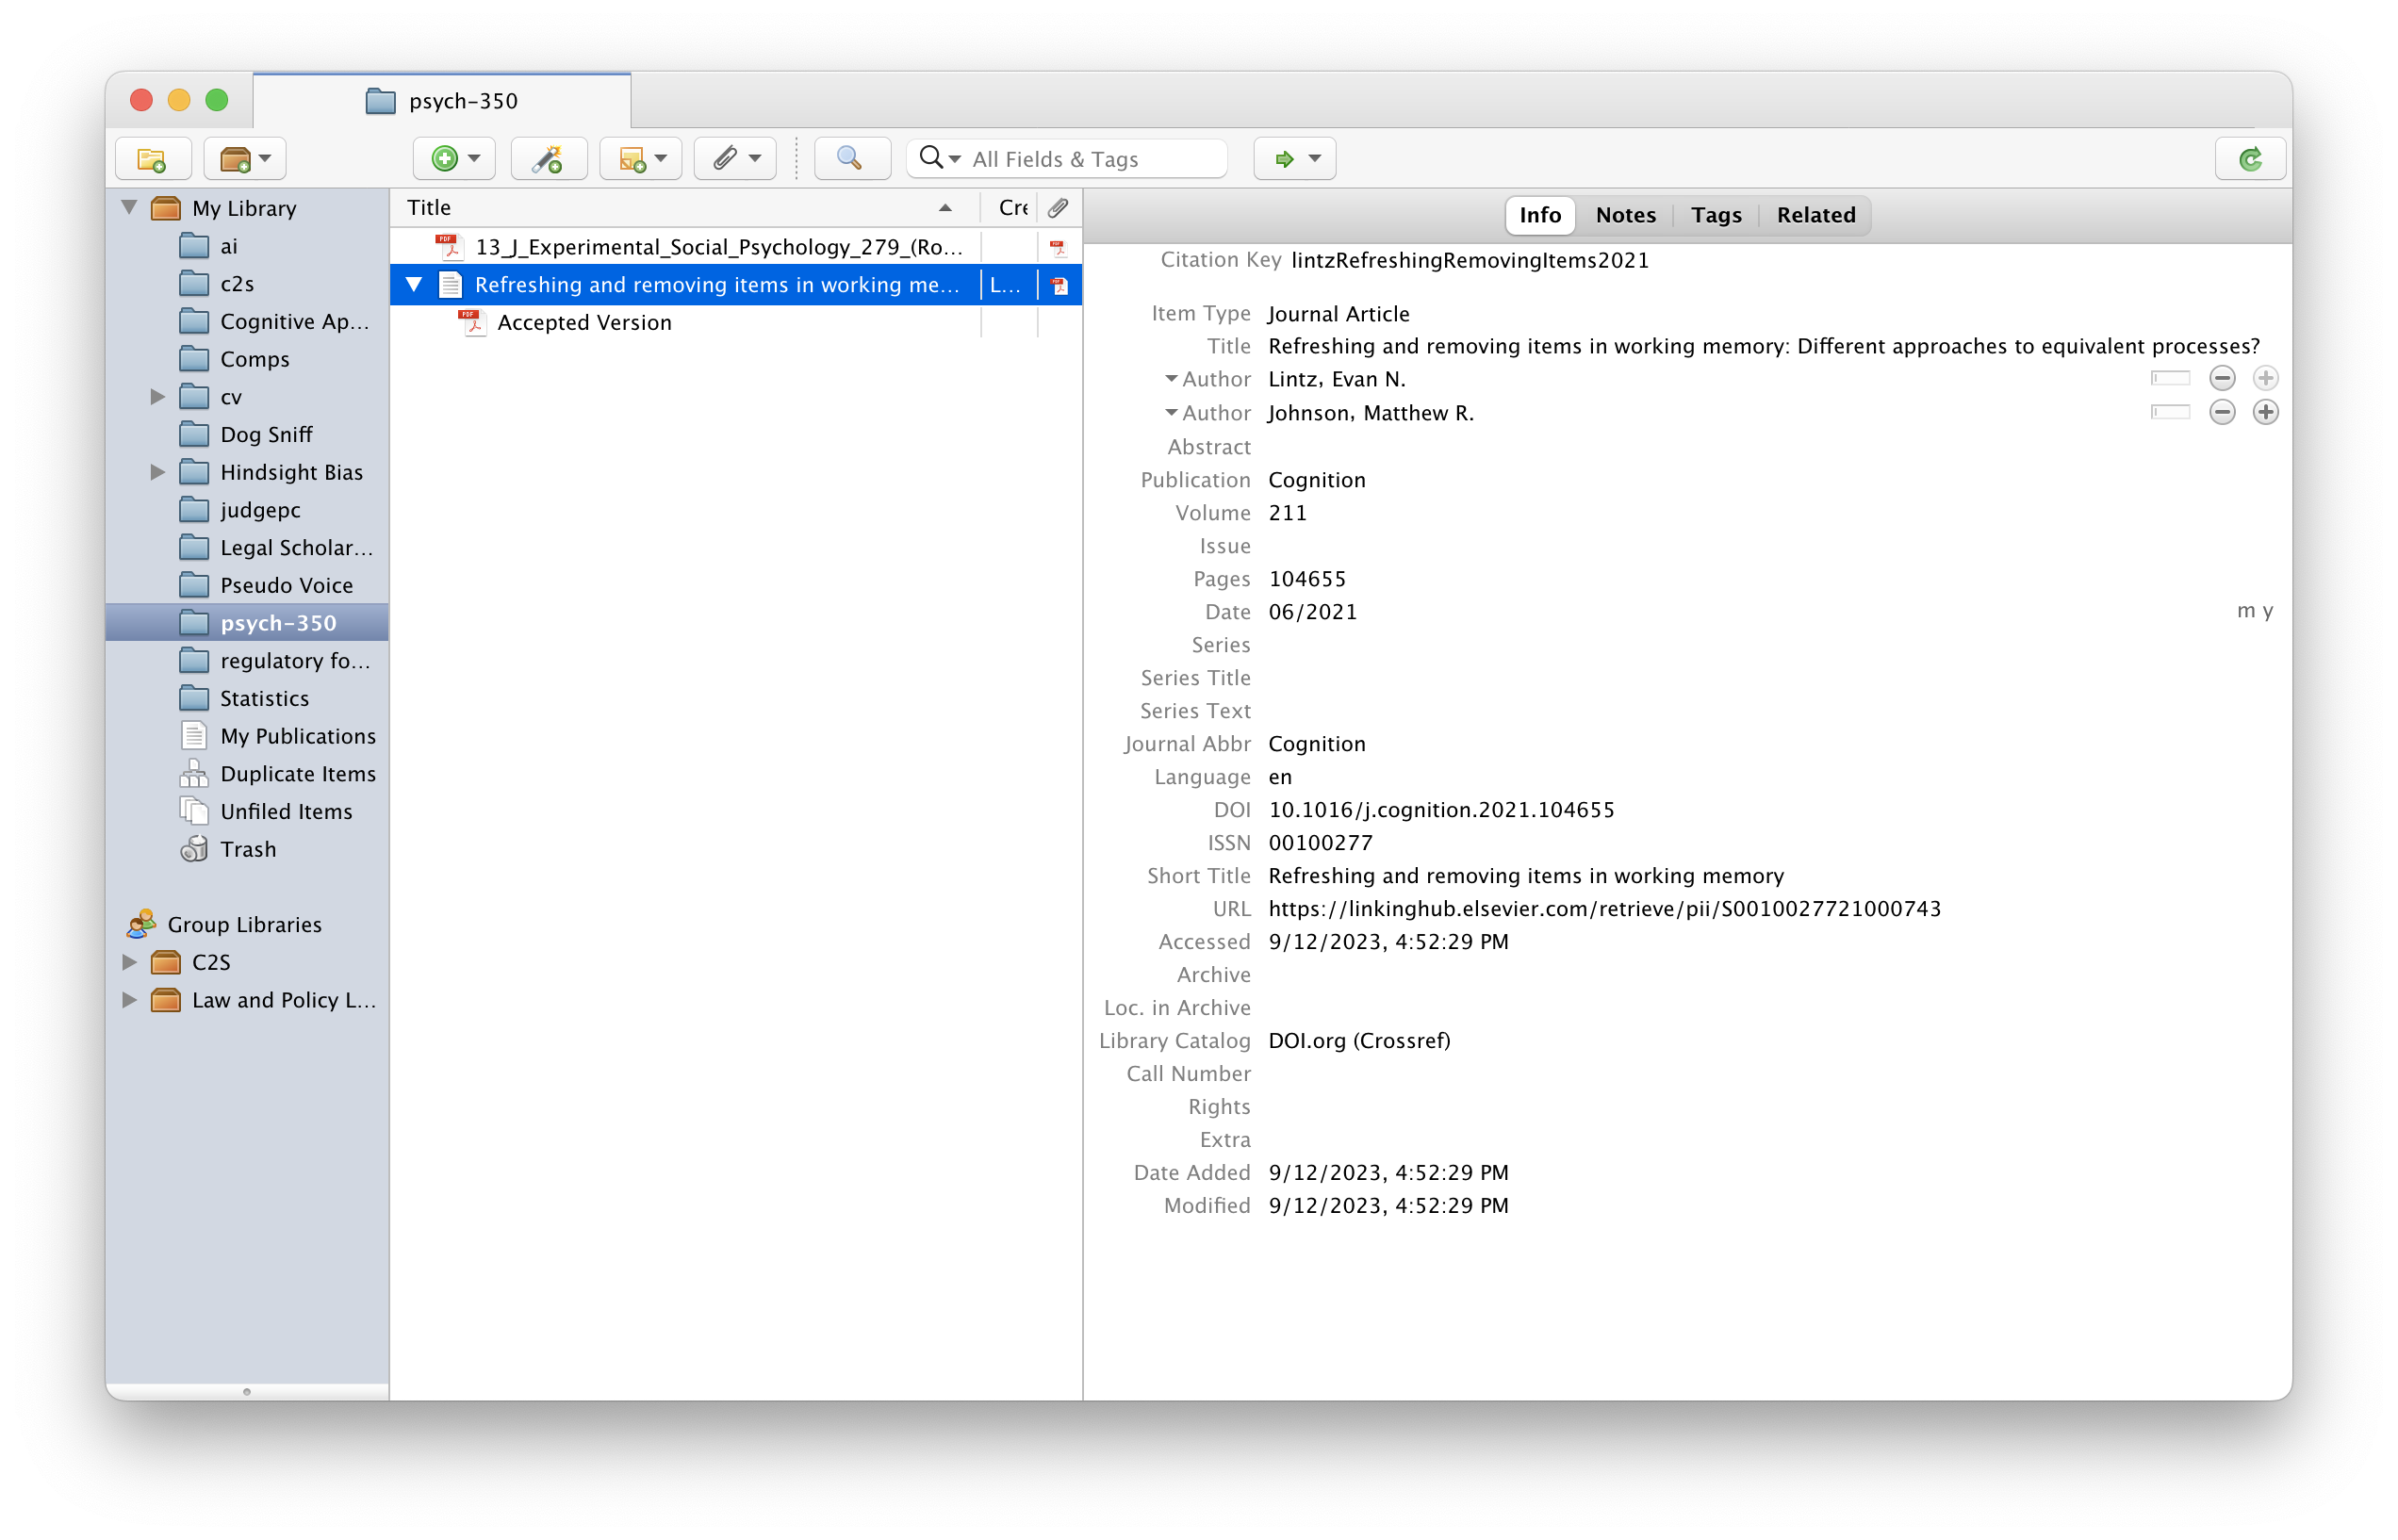 psych-350
All Fields & Tags
My Library
ai
c2s
Cognitive Ap...
Comps
cv
Dog Sniff
Hindsight Bias
judgepc
Legal Scholar...
Pseudo Voice
psych-350
regulatory fo...
Statistics
My Publications
Duplicate Items
Unfiled Items
Trash
Group Libraries
C2S
Law and Policy L...
Title Cre
13_J_Experimental_Social_Psychology_279_(Ro...
Refreshing and removing items in working me... L...
Accepted Version
Info Notes Tags Related
Citation Key lintzRefreshingRemovingItems2021
Item Type Journal Article
Title Refreshing and removing items in working memory: Different approaches to equivalent processes?
Author Lintz, Evan N.
Author Johnson, Matthew R.
Abstract
Publication Cognition
Volume 211
Issue
Pages 104655
Date 06/2021 m y
Series
Series Title
Series Text
Journal Abbr Cognition
Language en
DOI 10.1016/j.cognition.2021.104655
ISSN 00100277
Short Title Refreshing and removing items in working memory
URL https://linkinghub.elsevier.com/retrieve/pii/S0010027721000743
Accessed 9/12/2023, 4:52:29 PM
Archive
Loc. in Archive
Library Catalog DOI.org (Crossref)
Call Number
Rights
Extra
Date Added 9/12/2023, 4:52:29 PM
Modified 9/12/2023, 4:52:29 PM